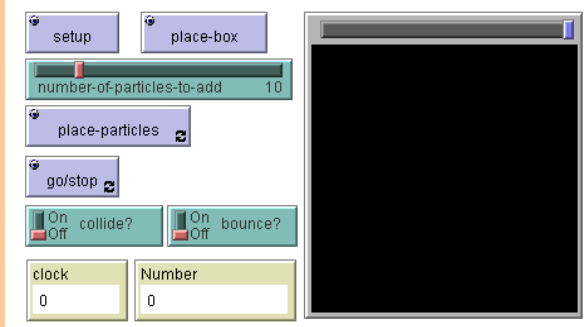 setup
place-box
number-of-particles-to-add 10
place-particles
go/stop
On
Off
collide?
On
Off
bounce?
clock
0
Number
0